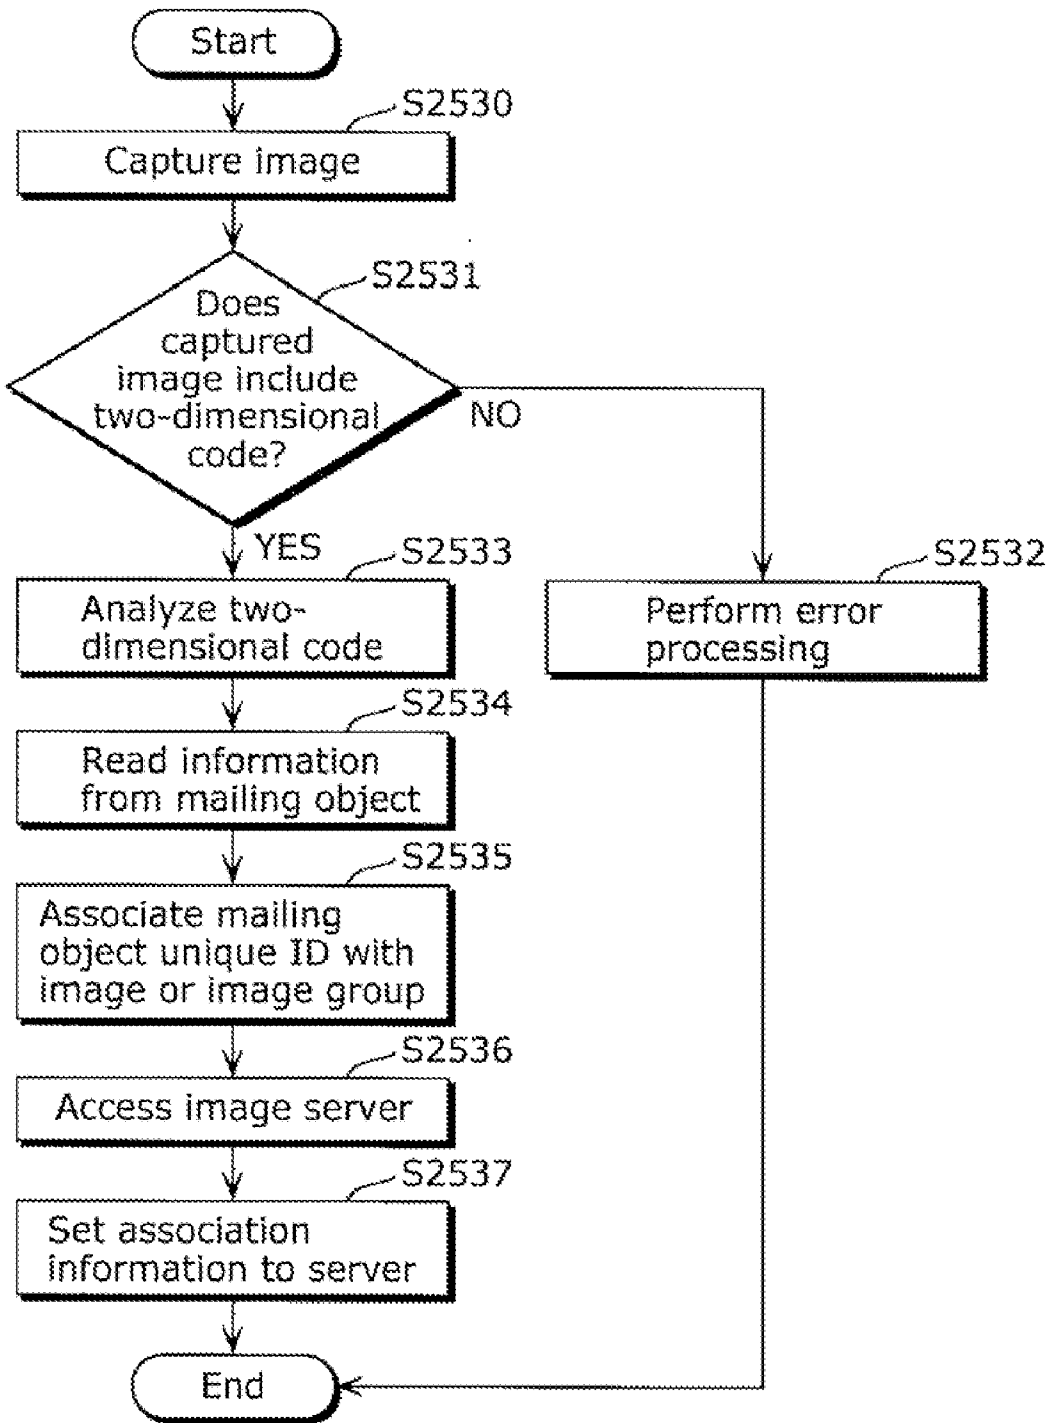 Start
S2530
Capture image
S2531
Does
captured
image include
two-dimensional
code?
NO
YES
S2533
Analyze two-
dimensional code
S2532
Perform error
processing
S2534
Read information
from mailing object
S2535
Associate mailing
object unique ID with
image or image group
S2536
Access image server
S2537
Set association
information to server
End